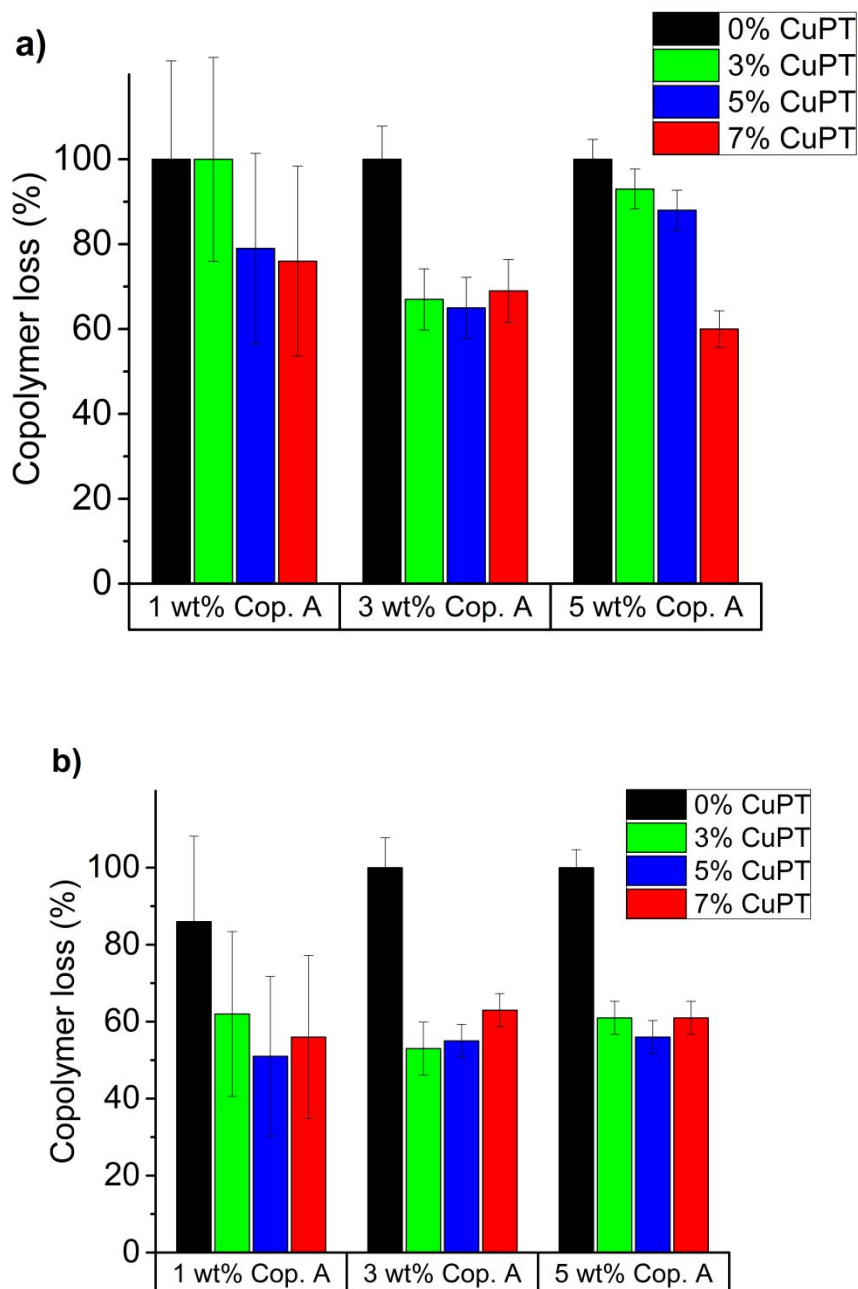 a)
0% CuPT
3% CuPT
5% CuPT
7% CuPT
Copolymer loss (%)
100
80
60
40
20
0
1 wt% Cop. A
3 wt% Cop. A
5 wt% Cop. A
b)
0% CuPT
3% CuPT
5% CuPT
7% CuPT
Copolymer loss (%)
100
80
60
40
20
0
1 wt% Cop. A
3 wt% Cop. A
5 wt% Cop. A